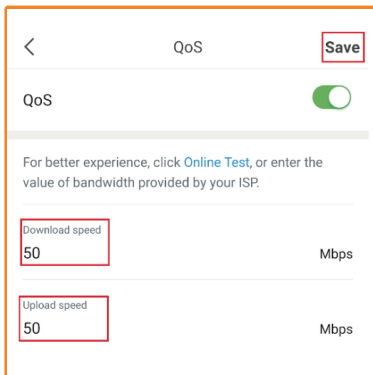 QoS
Save
QoS
For better experience, click Online Test, or enter the
value of bandwidth provided by your ISP.
Download speed
50
Mbps
Upload speed
50
Mbps